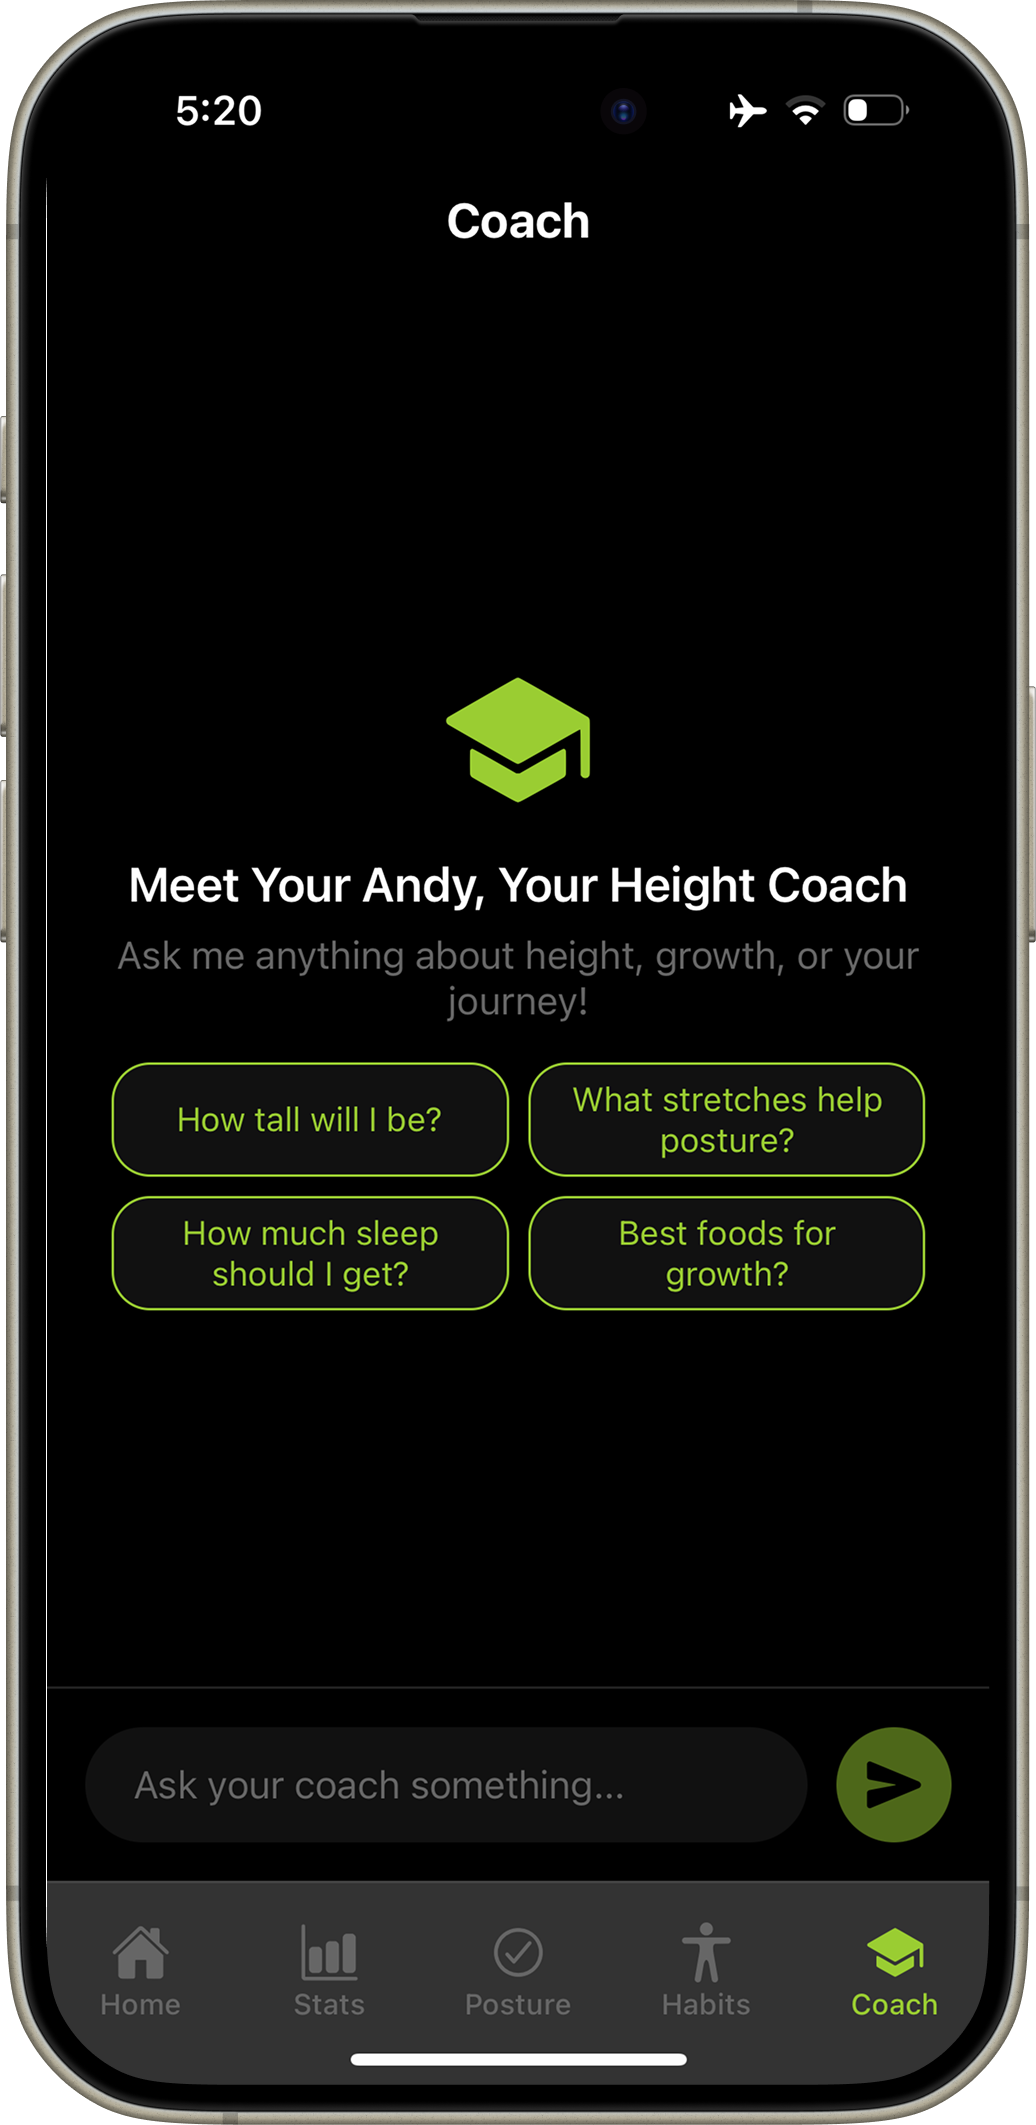 5:20
Coach
Meet Your Andy, Your Height Coach
Ask me anything about height, growth, or your
journey!
How tall will I be?
What stretches help
posture?
How much sleep
should I get?
Best foods for
growth?
Ask your coach something...
Home
Stats
Posture
Habits
Coach